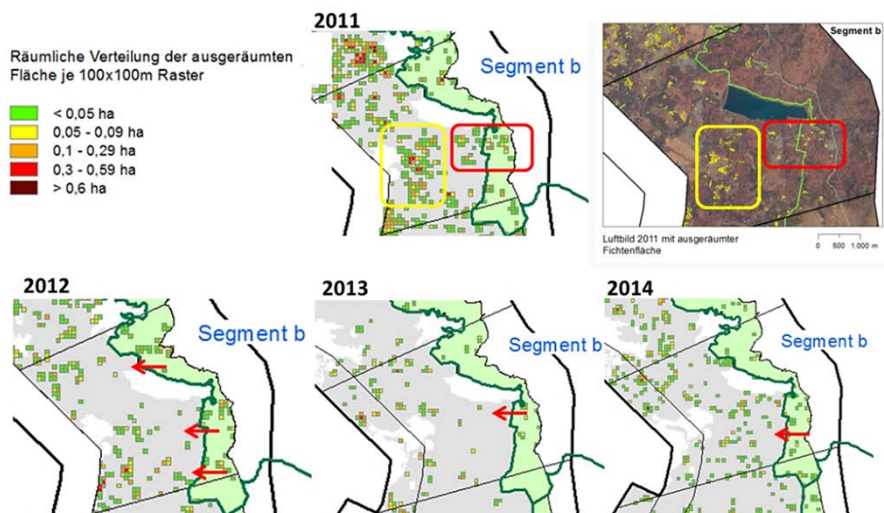 2011
Räumliche Verteilung der ausgeräumten
Fläche je 100x100m Raster
< 0,05 ha
0,05 - 0,09 ha
0,1 - 0,29 ha
0,3 - 0,59 ha
> 0,6 ha
Segment b
Segment b
Luftbild 2011 mit ausgeräumter
Fichtenfläche
0 500 1.000 m
2012
Segment b
2013
Segment b
2014
Segment b